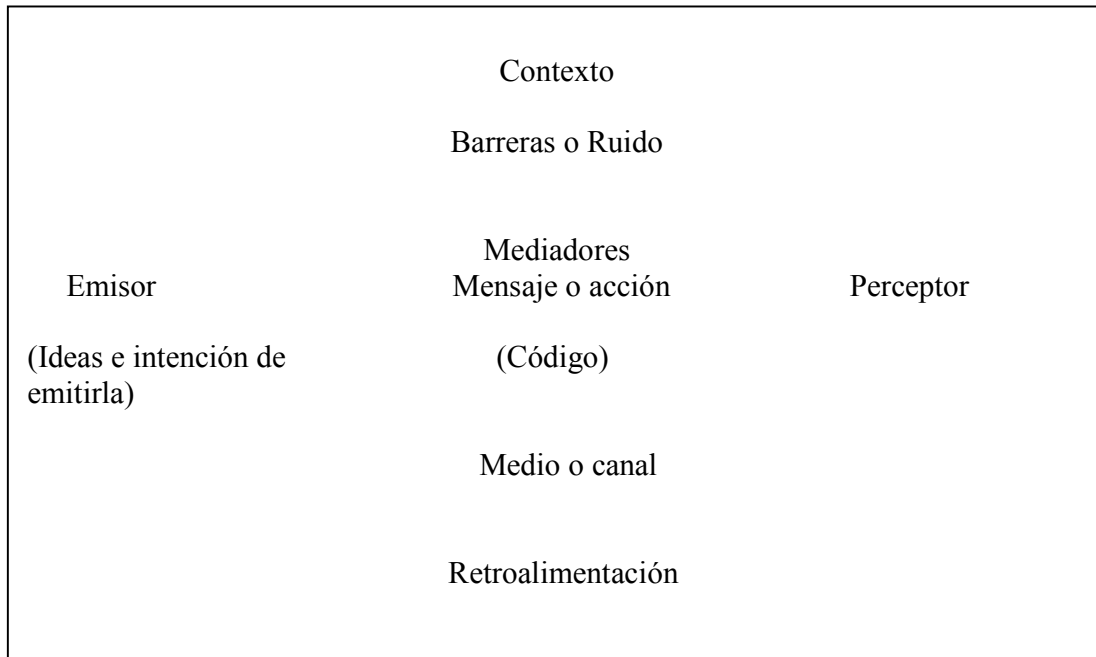 Contexto
Barreras o Ruido
Mediadores
Emisor Mensaje o acción Perceptor
(Ideas e intención de (Código)
emitirla)
Medio o canal
Retroalimentación